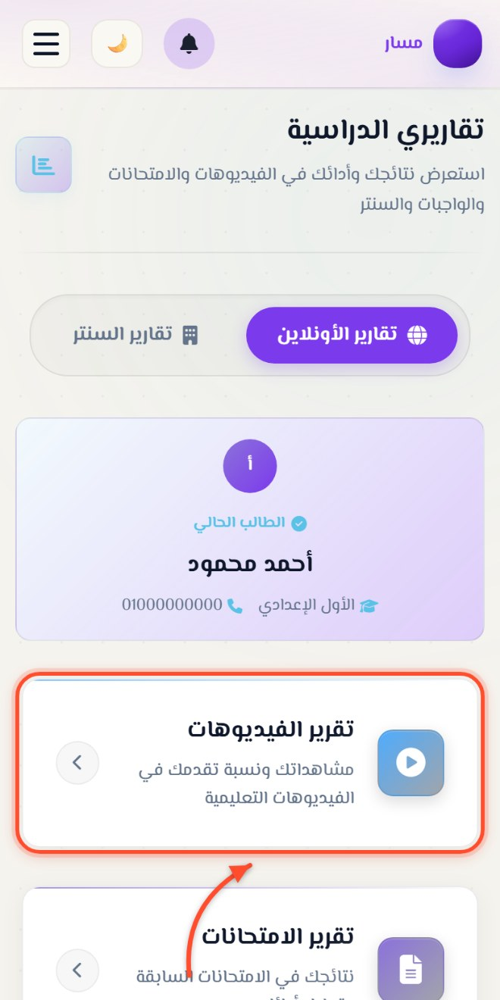 مسار
تقاريري الدراسية
استعرض نتائجك وأدائك في الفيديوهات والامتحانات
والواجبات والسنتر
تقارير الأونلاين
تقارير السنتر
أ
الطالب الحالي
أحمد محمود
الأول الإعدادي 01000000000
تقرير الفيديوهات
مشاهداتك ونسبة تقدمك في
الفيديوهات التعليمية
تقرير الامتحانات
نتائجك في الامتحانات السابقة